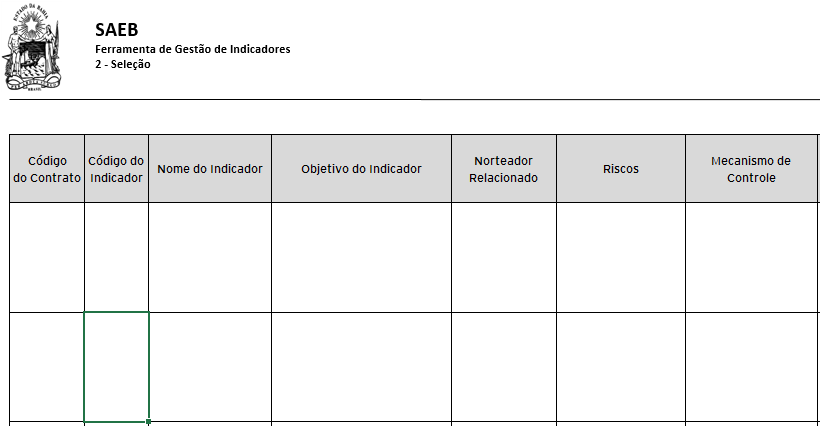 ESTADO DA BAHIA
BRASIL
SAEB
Ferramenta de Gestão de Indicadores
2 - Seleção
Código
do Contrato
Código do
Indicador
Nome do Indicador
Objetivo do Indicador
Norteador
Relacionado
Riscos
Mecanismo de
Controle